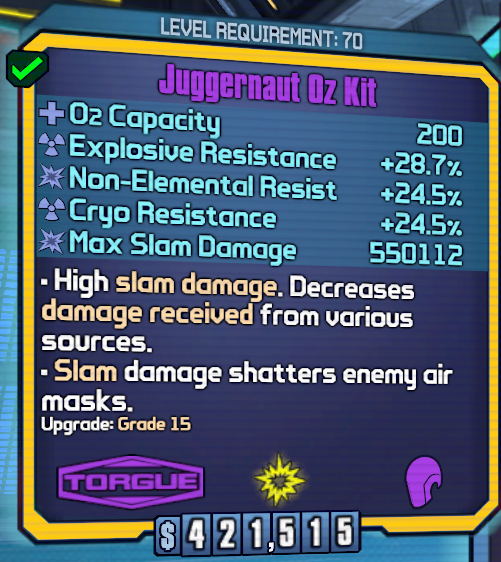 LEVEL REQUIREMENT: 70
Juggernaut Oz Kit
O2 Capacity 200
Explosive Resistance +28.7%
Non-Elemental Resist +24.5%
Cryo Resistance +24.5%
Max Slam Damage 550112
• High slam damage. Decreases
damage received from various
sources.
• Slam damage shatters enemy air
masks.
Upgrade: Grade 15
TORGUE
$421,515